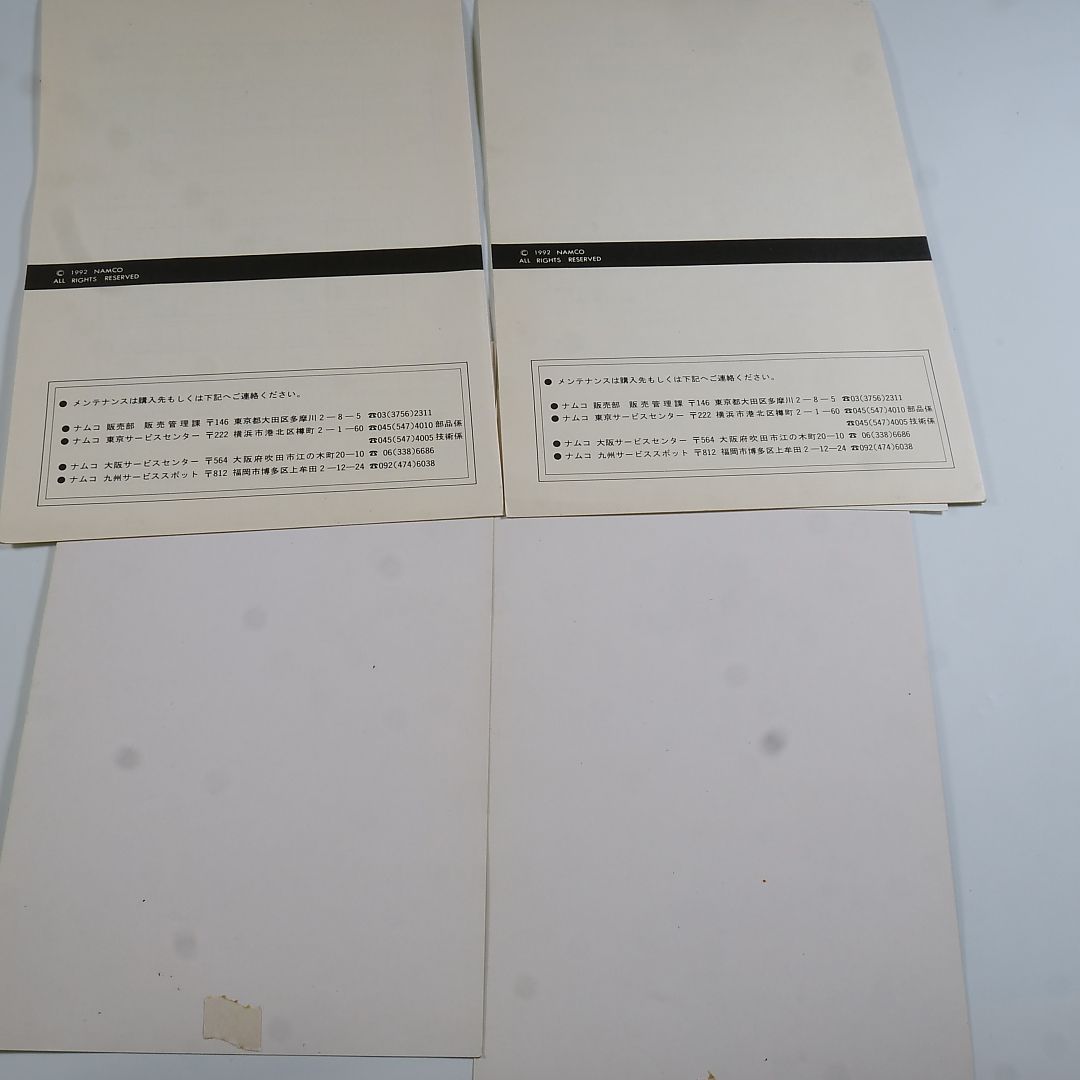 © 1992 NAMCO
ALL RIGHTS RESERVED
● メンテナンスは購入先もしくは下記へご連絡ください。
● ナムコ 販売部 販売管理課 〒146 東京都大田区多摩川2－8－5 ☎03(3756)2311
● ナムコ 東京サービスセンター 〒222 横浜市港北区樽町2－1－60 ☎045(547)4010 部品係
☎045(547)4005 技術係
● ナムコ 大阪サービスセンター 〒564 大阪府吹田市江の木町20－10 ☎ 06(338)6686
● ナムコ 九州サービススポット 〒812 福岡市博多区上牟田2－12－24 ☎092(474)6038
© 1992 NAMCO
ALL RIGHTS RESERVED
● メンテナンスは購入先もしくは下記へご連絡ください。
● ナムコ 販売部 販売管理課 〒146 東京都大田区多摩川2－8－5 ☎03(3756)2311
● ナムコ 東京サービスセンター 〒222 横浜市港北区樽町2－1－60 ☎045(547)4010 部品係
☎045(547)4005 技術係
● ナムコ 大阪サービスセンター 〒564 大阪府吹田市江の木町20－10 ☎ 06(338)6686
● ナムコ 九州サービススポット 〒812 福岡市博多区上牟田2－12－24 ☎092(474)6038